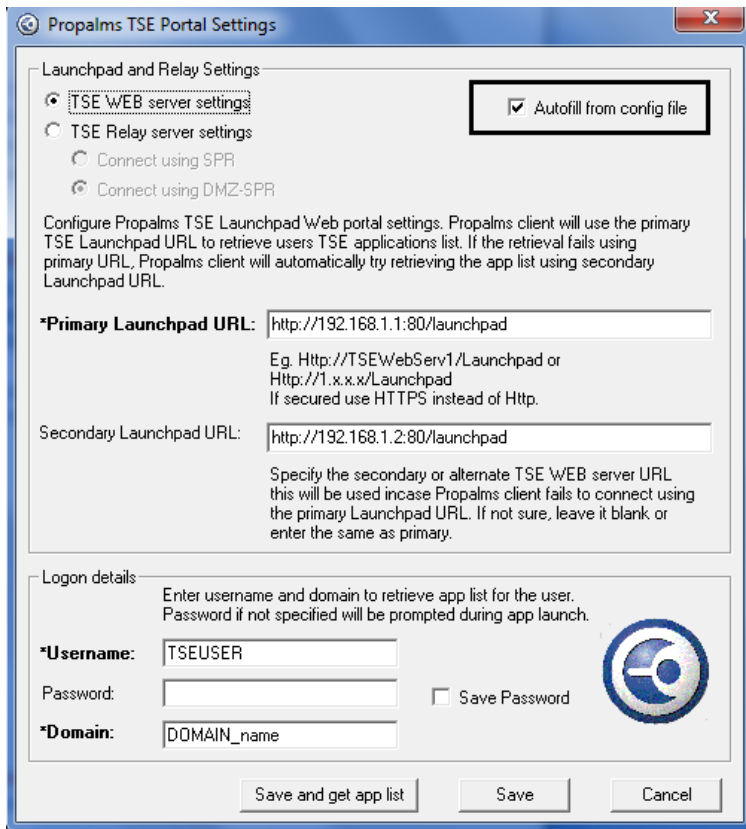 Propalms TSE Portal Settings
Launchpad and Relay Settings
TSE WEB server settings
Autofill from config file
TSE Relay server settings
Connect using SPR
Connect using DMZ-SPR
Configure Propalms TSE Launchpad Web portal settings. Propalms client will use the primary
TSE Launchpad URL to retrieve users TSE applications list. If the retrieval fails using
primary URL, Propalms client will automatically try retrieving the app list using secondary
Launchpad URL.
*Primary Launchpad URL:
http://192.168.1.1:80/launchpad
Eg. Http://TSEWebServ1/Launchpad or
Http://1.x.x.x/Launchpad
If secured use HTTPS instead of Http.
Secondary Launchpad URL:
http://192.168.1.2:80/launchpad
Specify the secondary or alternate TSE WEB server URL
this will be used incase Propalms client fails to connect using
the primary Launchpad URL. If not sure, leave it blank or
enter the same as primary.
Logon details
Enter username and domain to retrieve app list for the user.
Password if not specified will be prompted during app launch.
*Username:
TSEUSER
Password:
Save Password
*Domain:
DOMAIN_name
Save and get app list
Save
Cancel